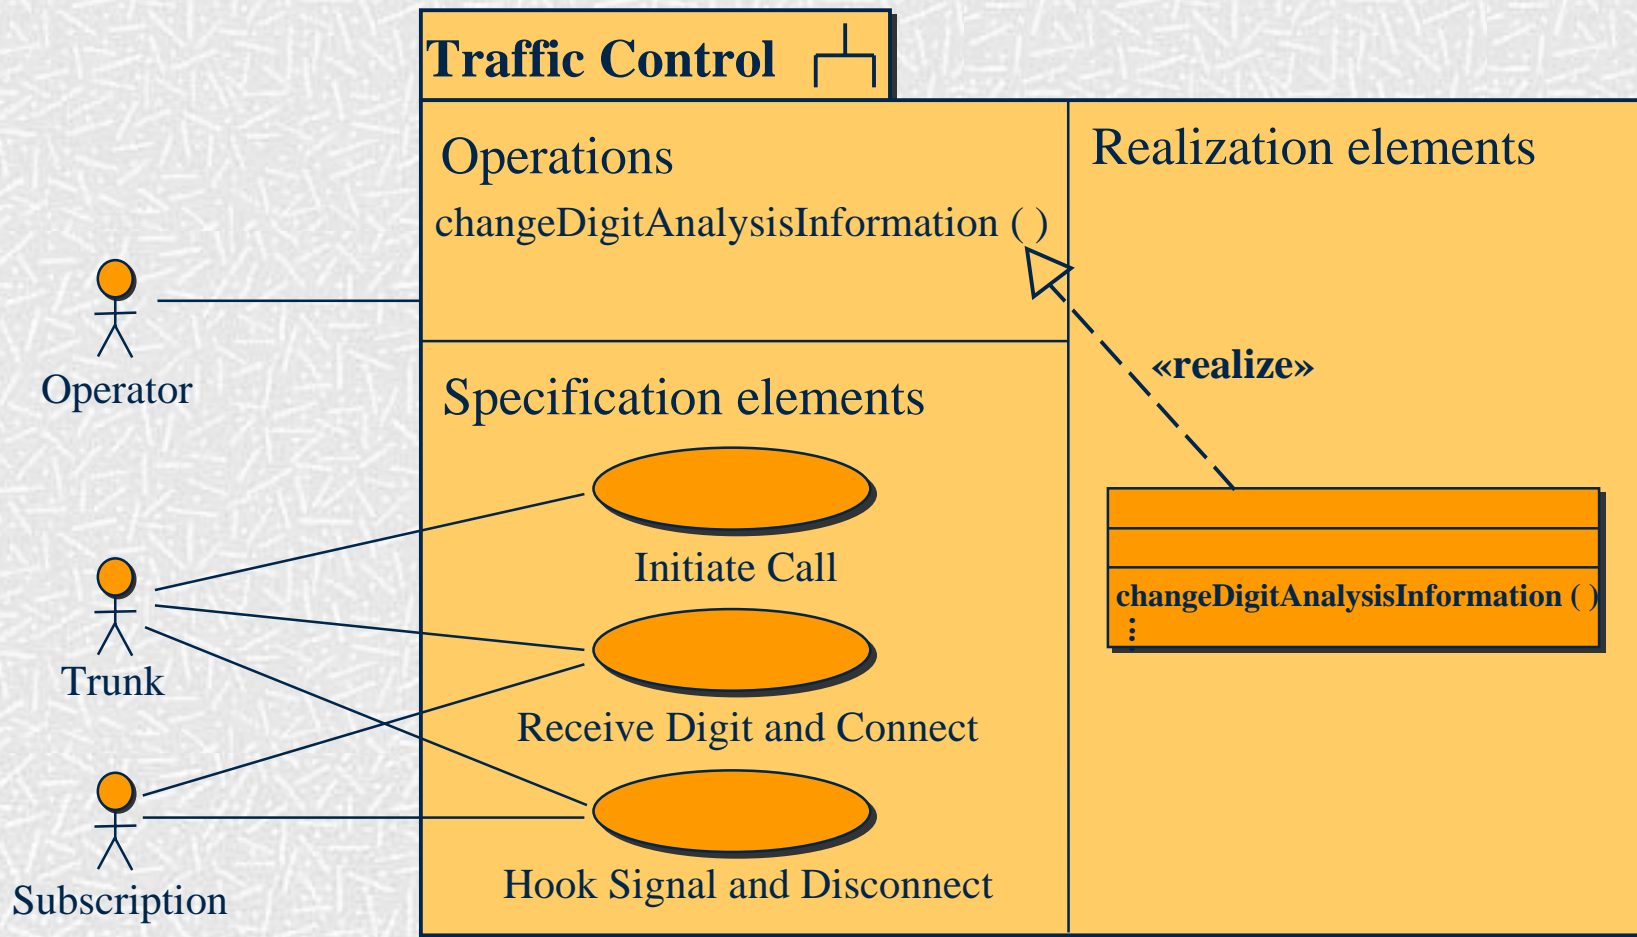 Traffic Control
Operations
changeDigitAnalysisInformation ( )
Realization elements
«realize»
Operator
Specification elements
Initiate Call
changeDigitAnalysisInformation ( )
⋮
Trunk
Receive Digit and Connect
Subscription
Hook Signal and Disconnect